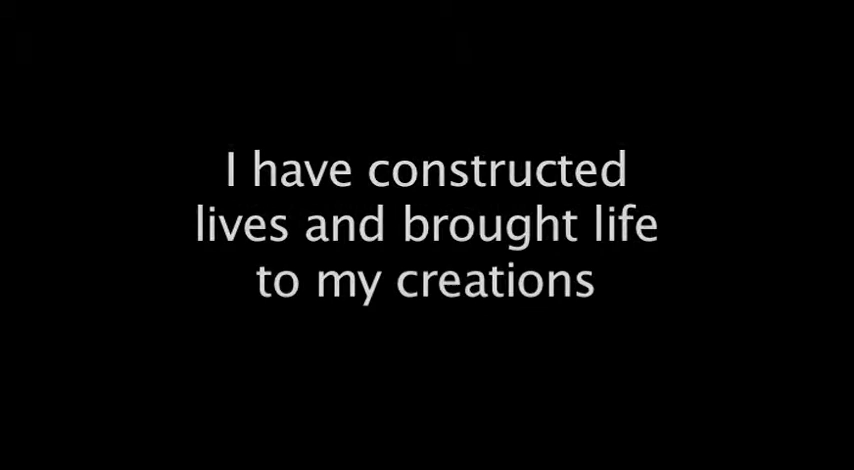 I have constructed
lives and brought life
to my creations